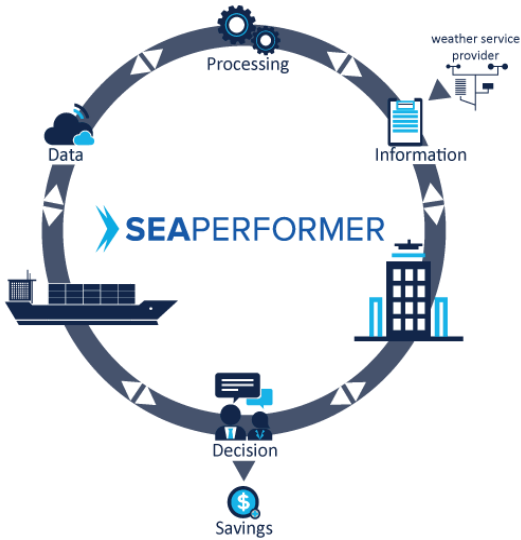 weather service
provider
Processing
Data
Information
SEAPERFORMER
Decision
$
Savings